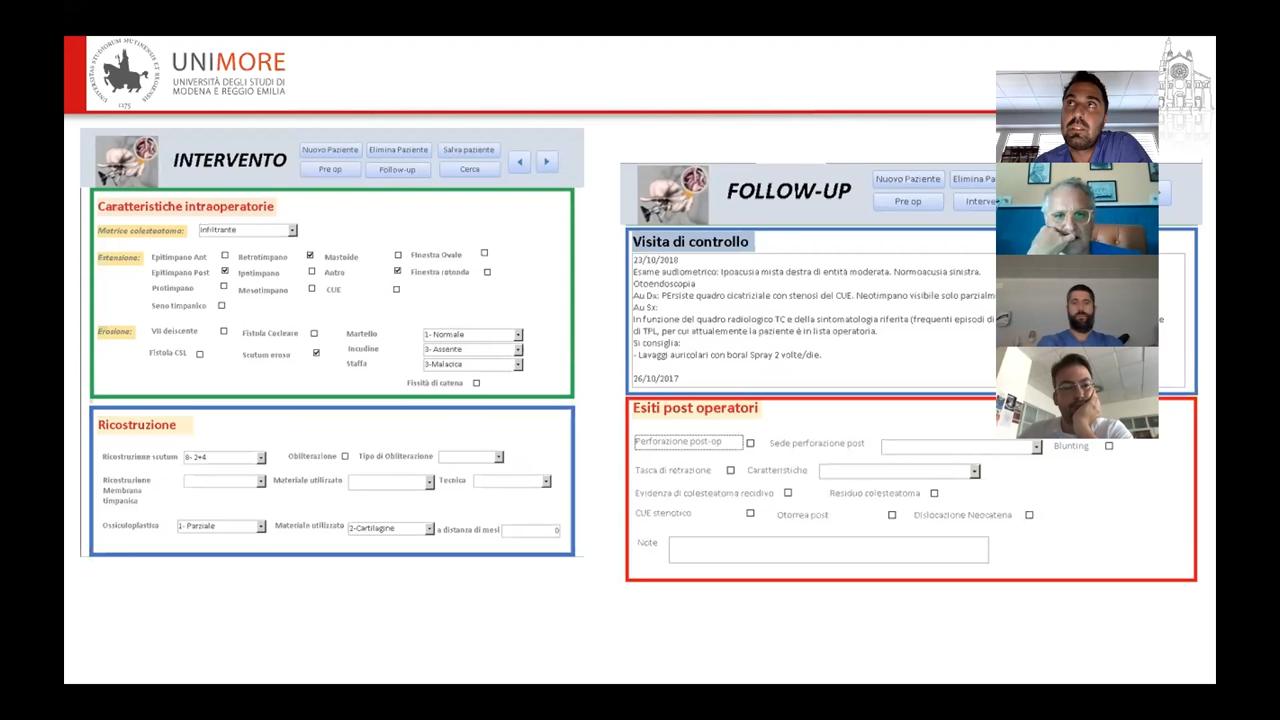 UNIMORE
UNIVERSITÀ DEGLI STUDI DI
MODENA E REGGIO EMILIA
1175
INTERVENTO
Nuovo Paziente Elimina Paziente Salva paziente
Pre op Follow-up Cerca
Caratteristiche intraoperatorie
Matrice colesteatoma: Infiltrante
Estensione: Epitimpano Ant Retrotimpano Mastoide Finestra Ovale
Epitimpano Post Ipotimpano Antro Finestra rotonda
Protimpano Mesotimpano CUE
Seno timpanico
Erosione: VII deiscente Fistola Cocleare Martello 1- Normale
Fistola CSL Scutum eroso Incudine 3- Assente
Staffa 3-Malacica
Fissità di catena
Ricostruzione
Ricostruzione scutum 8- 2+4 Obliterazione Tipo di Obliterazione
Ricostruzione Membrana timpanica Materiale utilizzato Tecnica
Ossiculoplastica 1- Parziale Materiale utilizzato 2-Cartilagine a distanza di mesi 0
FOLLOW-UP
Nuovo Paziente Elimina Pa
Pre op Interve
Visita di controllo
23/10/2018
Esame audiometrico: Ipoacusia mista destra di entità moderata. Normoacusia sinistra.
Otoendoscopia
Au Dx: PErsiste quadro cicatriziale con stenosi del CUE. Neotimpano visibile solo parzialm
Au Sx:
In funzione del quadro radiologico TC e della sintomatologia riferita (frequenti episodi di
di TPL, per cui attualemente la paziente è in lista operatoria.
Si consiglia:
- Lavaggi auricolari con boral Spray 2 volte/die.
26/10/2017
Esiti post operatori
Perforazione post-op Sede perforazione post Blunting
Tasca di retrazione Caratteristiche
Evidenza di colesteatoma recidivo Residuo colesteatoma
CUE stenotico Otorrea post Dislocazione Neocatena
Note